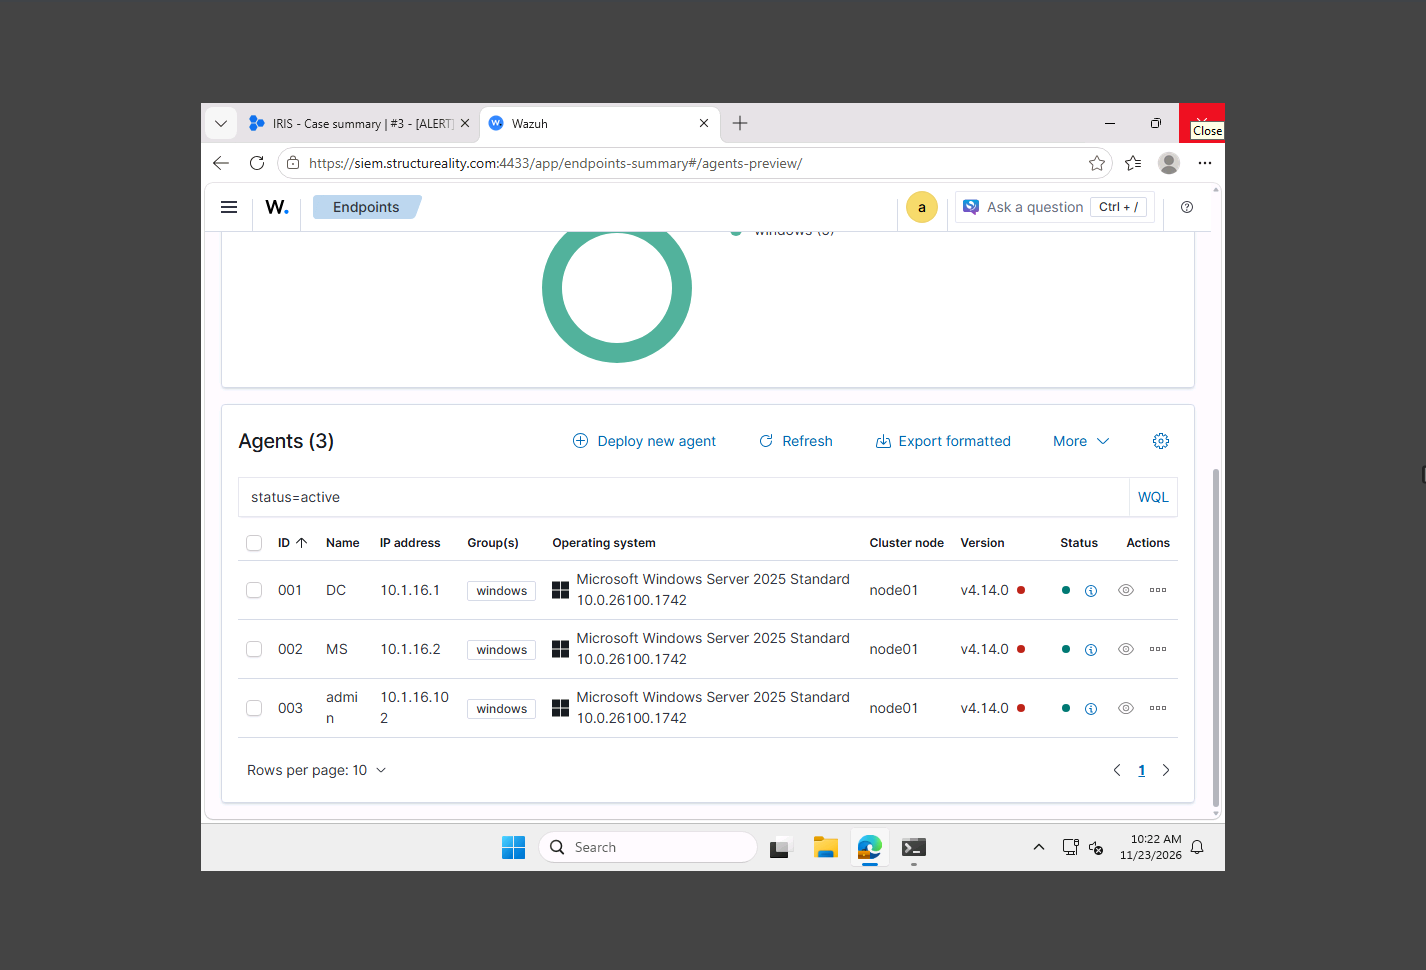 IRIS - Case summary | #3 - [ALERT]
Wazuh
Close
https://siem.structureality.com:4433/app/endpoints-summary#/agents-preview/
W.
Endpoints
a
Ask a question
Ctrl + /
windows (3)
Agents (3)
Deploy new agent
Refresh
Export formatted
More
status=active
WQL
ID Name IP address Group(s) Operating system Cluster node Version Status Actions
001 DC 10.1.16.1 windows Microsoft Windows Server 2025 Standard
10.0.26100.1742 node01 v4.14.0
002 MS 10.1.16.2 windows Microsoft Windows Server 2025 Standard
10.0.26100.1742 node01 v4.14.0
003 admi
n 10.1.16.10
2 windows Microsoft Windows Server 2025 Standard
10.0.26100.1742 node01 v4.14.0
Rows per page: 10
1
Search
10:22 AM
11/23/2026